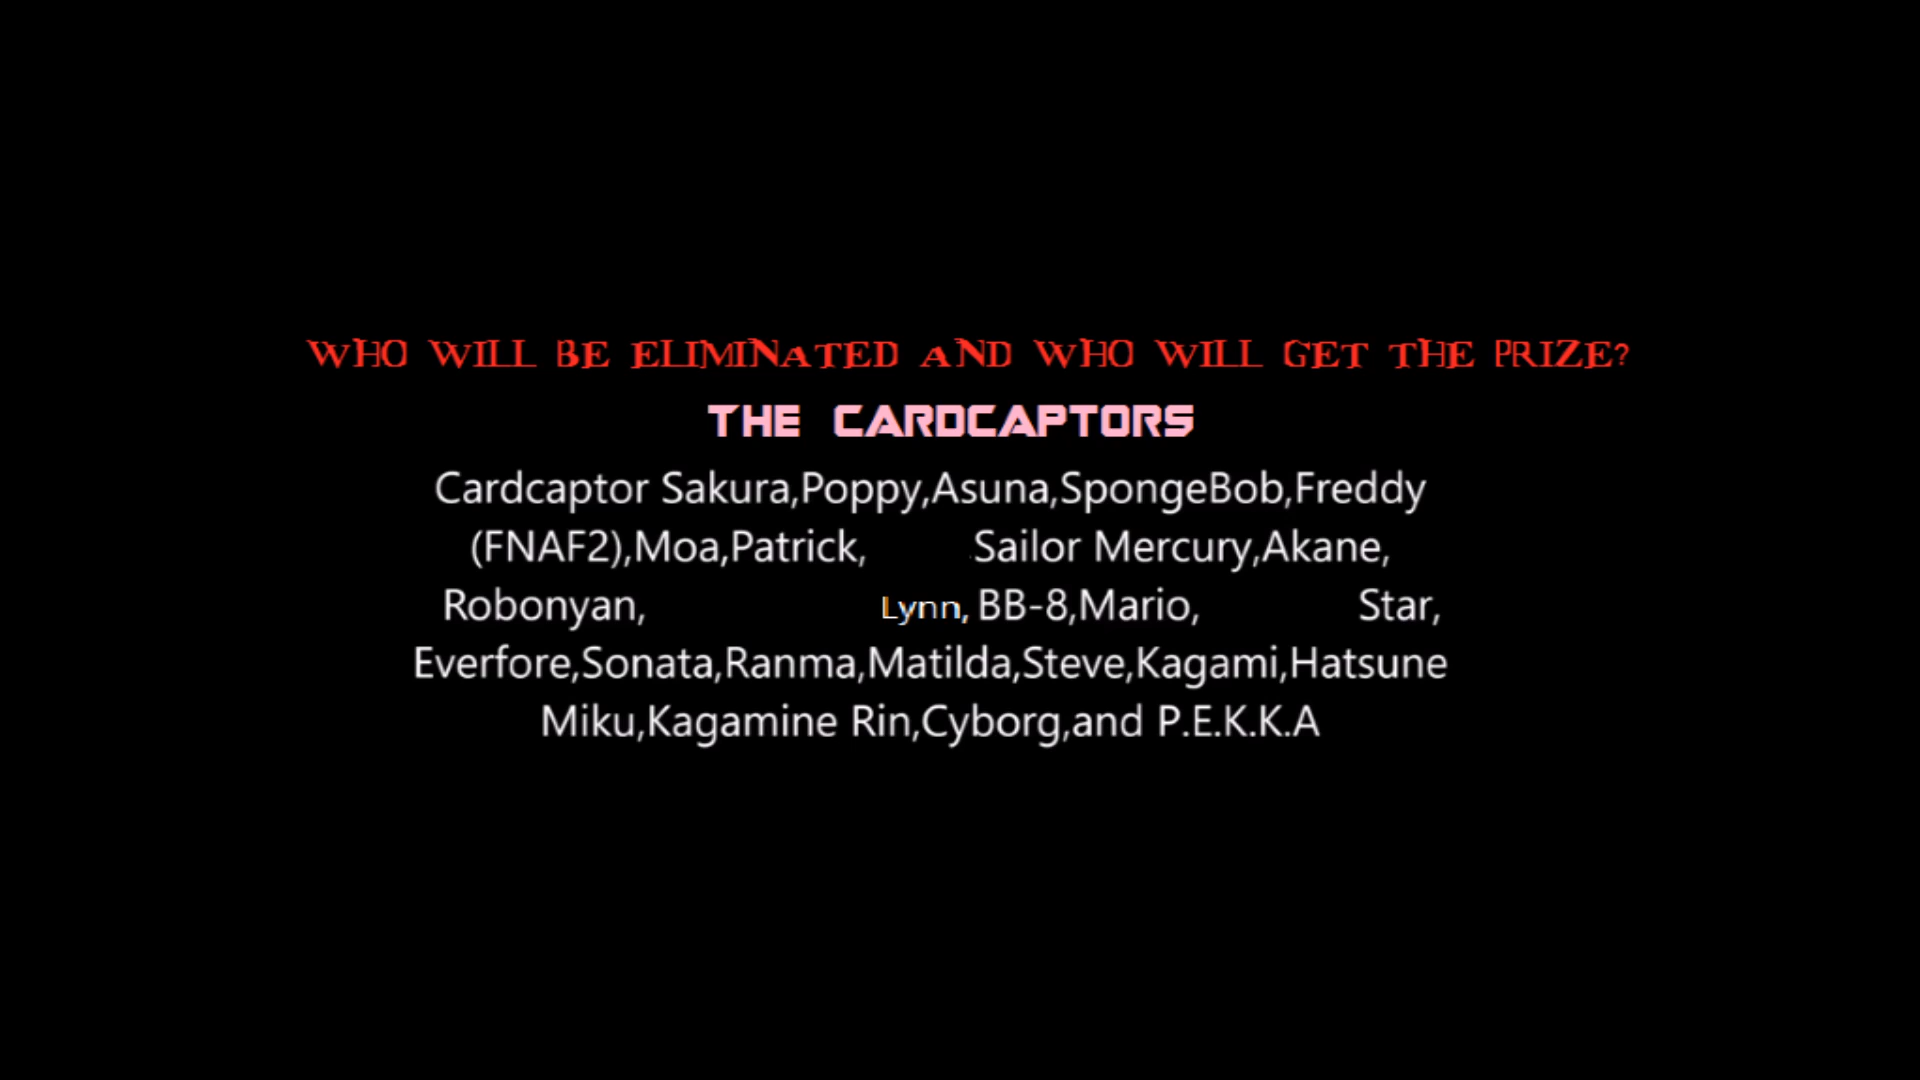 WHO WILL BE ELIMINATED AND WHO WILL GET THE PRIZE?
THE CARDCAPTORS
Cardcaptor Sakura,Poppy,Asuna,SpongeBob,Freddy
(FNAF2),Moa,Patrick, Sailor Mercury,Akane,
Robonyan, Lynn, BB-8,Mario, Star,
Everfore,Sonata,Ranma,Matilda,Steve,Kagami,Hatsune
Miku,Kagamine Rin,Cyborg,and P.E.K.K.A